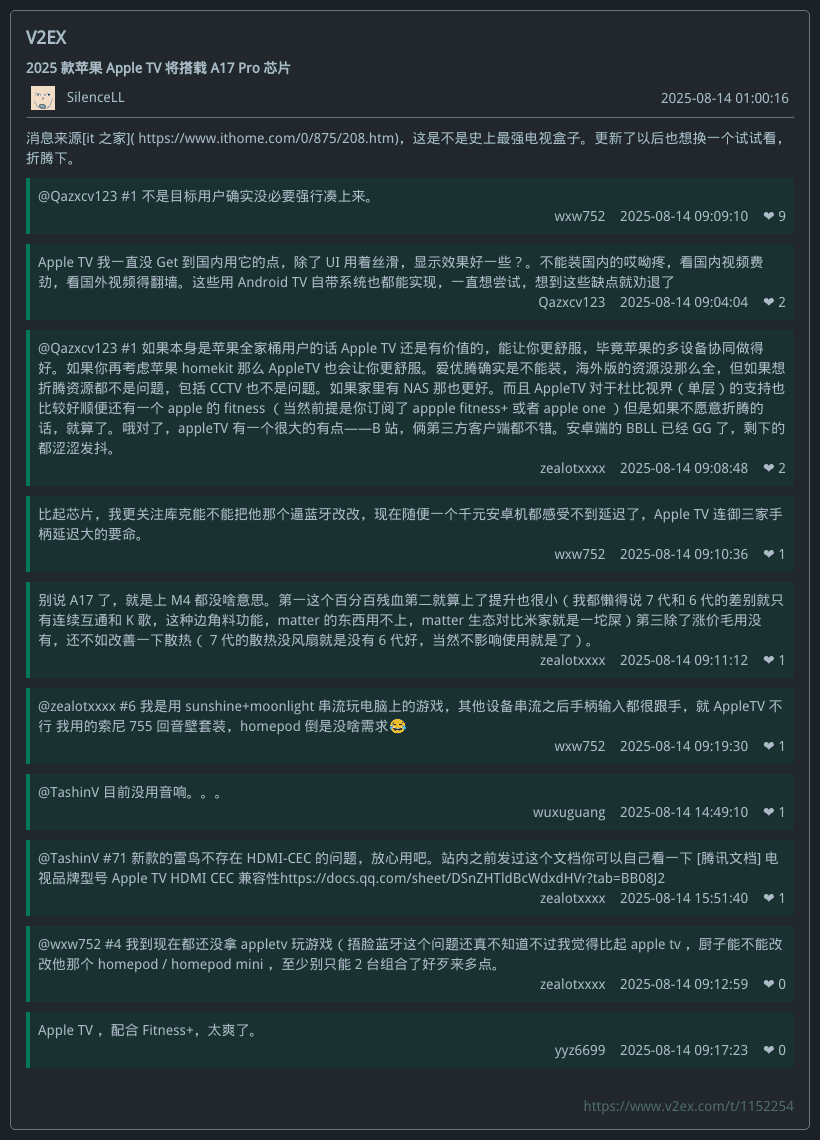 V2EX
2025 款苹果 Apple TV 将搭载 A17 Pro 芯片
SilenceLL 2025-08-14 01:00:16
消息来源[it 之家]( https://www.ithome.com/0/875/208.htm)，这是不是史上最强电视盒子。更新了以后也想换一个试试看，
折腾下。
@Qazxcv123 #1 不是目标用户确实没必要强行凑上来。
wxw752 2025-08-14 09:09:10 ❤ 9
Apple TV 我一直没 Get 到国内用它的点，除了 UI 用着丝滑，显示效果好一些？。不能装国内的哎呦疼，看国内视频费
劲，看国外视频得翻墙。这些用 Android TV 自带系统也都能实现，一直想尝试，想到这些缺点就劝退了
Qazxcv123 2025-08-14 09:04:04 ❤ 2
@Qazxcv123 #1 如果本身是苹果全家桶用户的话 Apple TV 还是有价值的，能让你更舒服，毕竟苹果的多设备协同做得
好。如果你再考虑苹果 homekit 那么 AppleTV 也会让你更舒服。爱优腾确实是不能装，海外版的资源没那么全，但如果想
折腾资源都不是问题，包括 CCTV 也不是问题。如果家里有 NAS 那也更好。而且 AppleTV 对于杜比视界（单层）的支持也
比较好顺便还有一个 apple 的 fitness （当然前提是你订阅了 appple fitness+ 或者 apple one ）但是如果不愿意折腾的
话，就算了。哦对了，appleTV 有一个很大的有点——B 站，俩第三方客户端都不错。安卓端的 BBLL 已经 GG 了，剩下的
都涩涩发抖。
zealotxxxx 2025-08-14 09:08:48 ❤ 2
比起芯片，我更关注库克能不能把他那个逼蓝牙改改，现在随便一个千元安卓机都感受不到延迟了，Apple TV 连御三家手
柄延迟大的要命。
wxw752 2025-08-14 09:10:36 ❤ 1
别说 A17 了，就是上 M4 都没啥意思。第一这个百分百残血第二就算上了提升也很小（我都懒得说 7 代和 6 代的差别就只
有连续互通和 K 歌，这种边角料功能，matter 的东西用不上，matter 生态对比米家就是一坨屎）第三除了涨价毛用没
有，还不如改善一下散热（ 7 代的散热没风扇就是没有 6 代好，当然不影响使用就是了）。
zealotxxxx 2025-08-14 09:11:12 ❤ 1
@zealotxxxx #6 我是用 sunshine+moonlight 串流玩电脑上的游戏，其他设备串流之后手柄输入都很跟手，就 AppleTV 不
行 我用的索尼 755 回音壁套装，homepod 倒是没啥需求😂
wxw752 2025-08-14 09:19:30 ❤ 1
@TashinV 目前没用音响。。。
wuxuguang 2025-08-14 14:49:10 ❤ 1
@TashinV #71 新款的雷鸟不存在 HDMI-CEC 的问题，放心用吧。站内之前发过这个文档你可以自己看一下 [腾讯文档] 电
视品牌型号 Apple TV HDMI CEC 兼容性https://docs.qq.com/sheet/DSnZHTldBcWdxdHVr?tab=BB08J2
zealotxxxx 2025-08-14 15:51:40 ❤ 1
@wxw752 #4 我到现在都还没拿 appletv 玩游戏（捂脸蓝牙这个问题还真不知道不过我觉得比起 apple tv ，厨子能不能改
改他那个 homepod / homepod mini ，至少别只能 2 台组合了好歹来多点。
zealotxxxx 2025-08-14 09:12:59 ❤ 0
Apple TV ，配合 Fitness+，太爽了。
yyz6699 2025-08-14 09:17:23 ❤ 0
https://www.v2ex.com/t/1152254